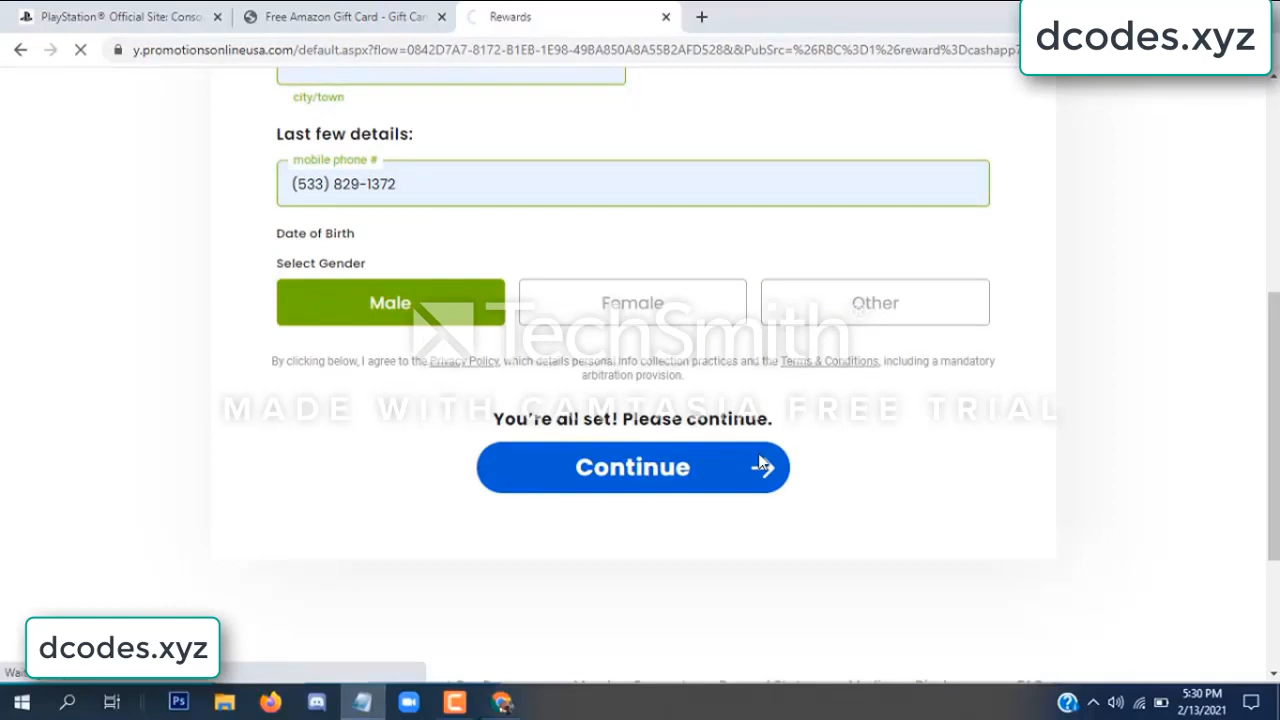 PlayStation® Official Site: Conso
Free Amazon Gift Card - Gift Car
Rewards
y.promotionsonlineusa.com/default.aspx?flow=0842D7A7-8172-B1EB-1E98-49BA850A8A55B2AFD528&&PubSrc=%26RBC%3D1%26reward%3Dcashapp
dcodes.xyz
city/town
Last few details:
mobile phone #
(533) 829-1372
Date of Birth
Select Gender
Male
Female
Other
TechSmith
By clicking below, I agree to the Privacy Policy, which details personal info collection practices and the Terms & Conditions, including a mandatory
arbitration provision.
MADE WITH CAMTASIA FREE TRIAL
You're all set! Please continue.
Continue
dcodes.xyz
Ps
5:30 PM
2/13/2021